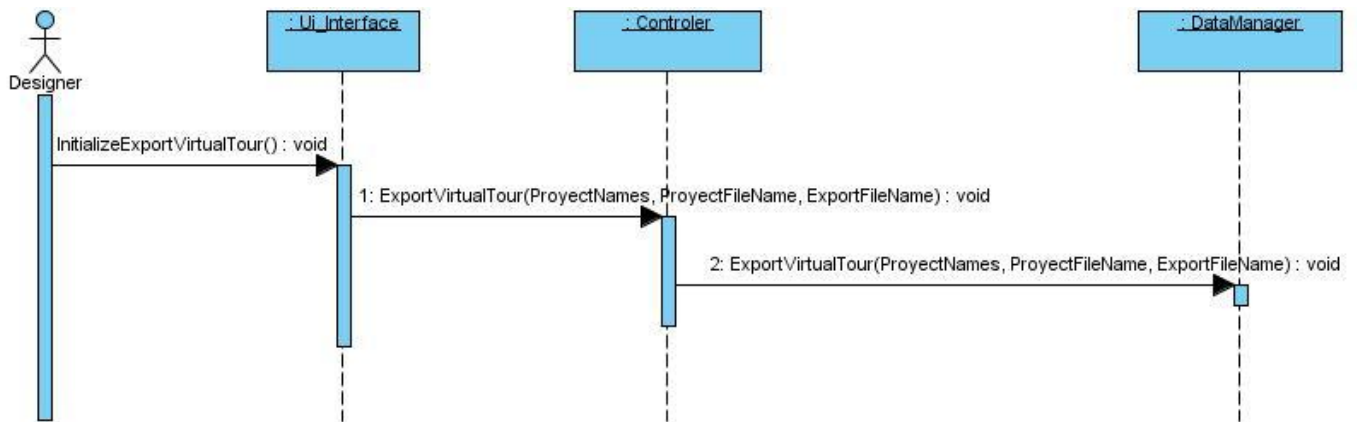 : Ui_Interface
: Controler
: DataManager
Designer
InitializeExportVirtualTour() : void
1: ExportVirtualTour(ProyectNames, ProyectFileName, ExportFileName) : void
2: ExportVirtualTour(ProyectNames, ProyectFileName, ExportFileName) : void